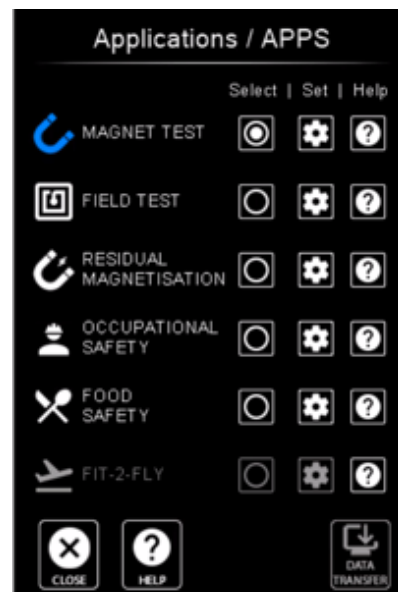 Applications / APPS
Select | Set | Help
MAGNET TEST
FIELD TEST
RESIDUAL
MAGNETISATION
OCCUPATIONAL
SAFETY
FOOD
SAFETY
FIT-2-FLY
CLOSE
HELP
DATA
TRANSFER